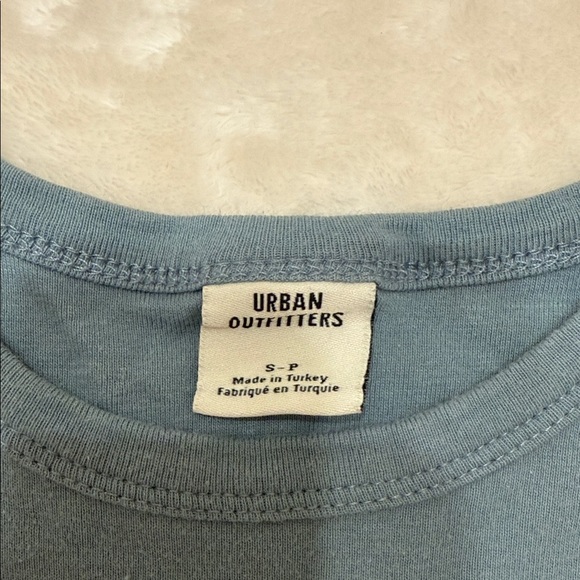 URBAN
OUTFITTERS
S-P
Made in Turkey
Fabriqué en Turquie